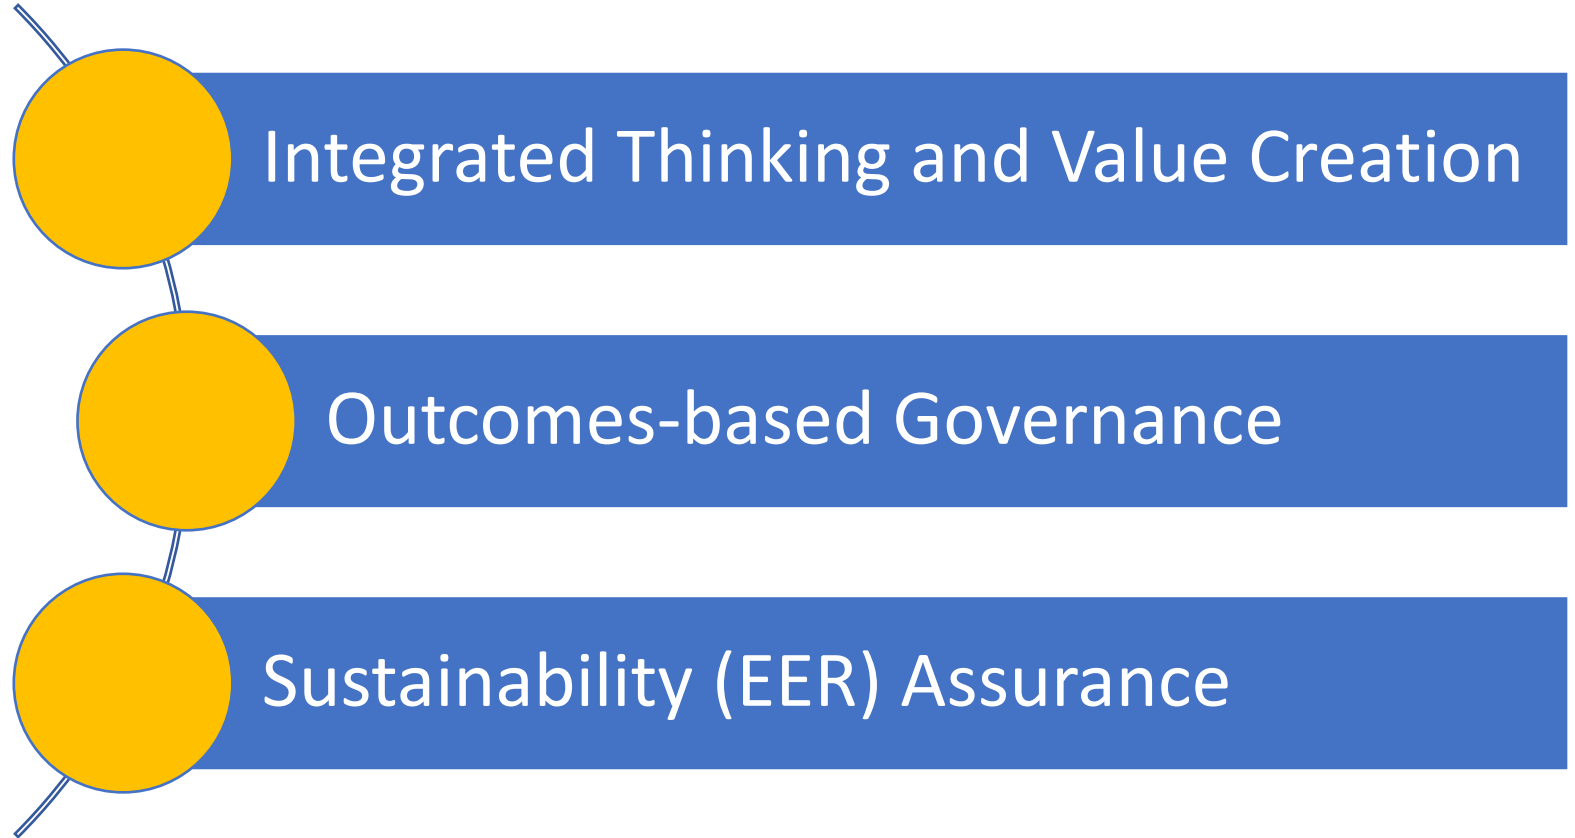 Integrated Thinking and Value Creation
Outcomes-based Governance
Sustainability (EER) Assurance